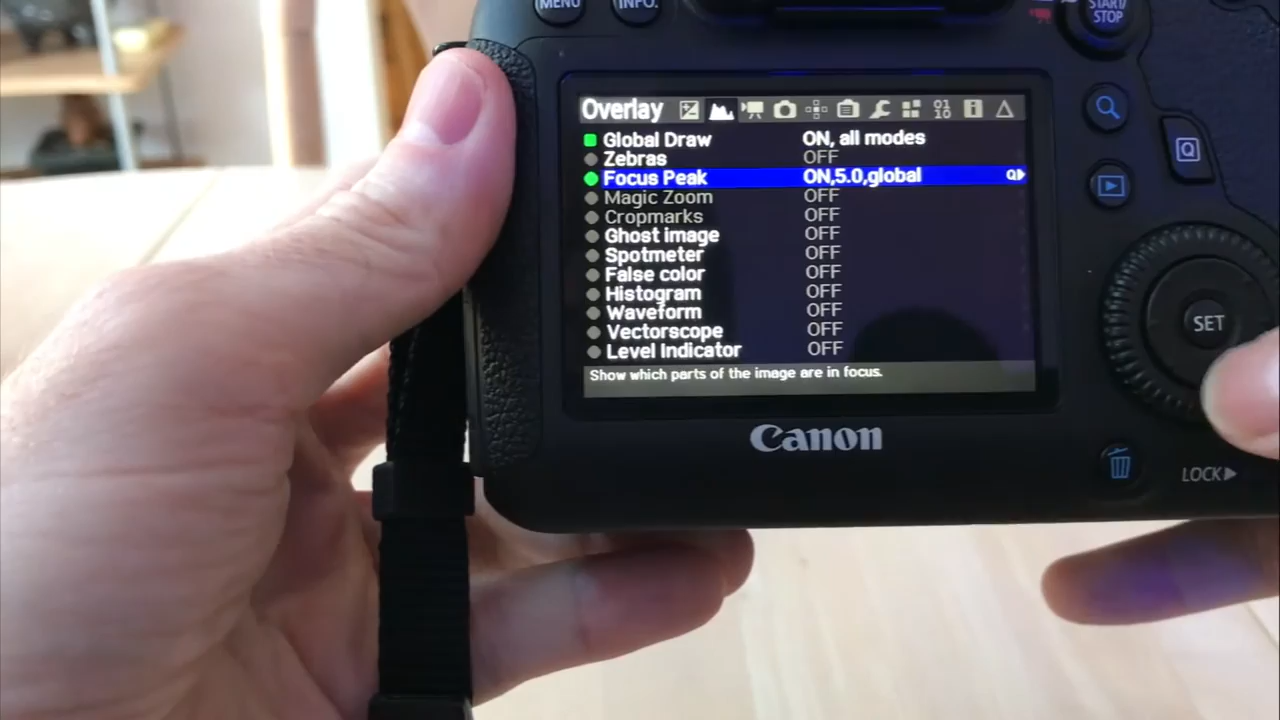 MENU
INFO.
START/
STOP
Overlay
01
10
Global Draw ON, all modes
Zebras OFF
Focus Peak ON,5.0,global Q
Magic Zoom OFF
Cropmarks OFF
Ghost image OFF
Spotmeter OFF
False color OFF
Histogram OFF
Waveform OFF
Vectorscope OFF
Level Indicator OFF
Show which parts of the image are in focus.
Q
SET
Canon
LOCK